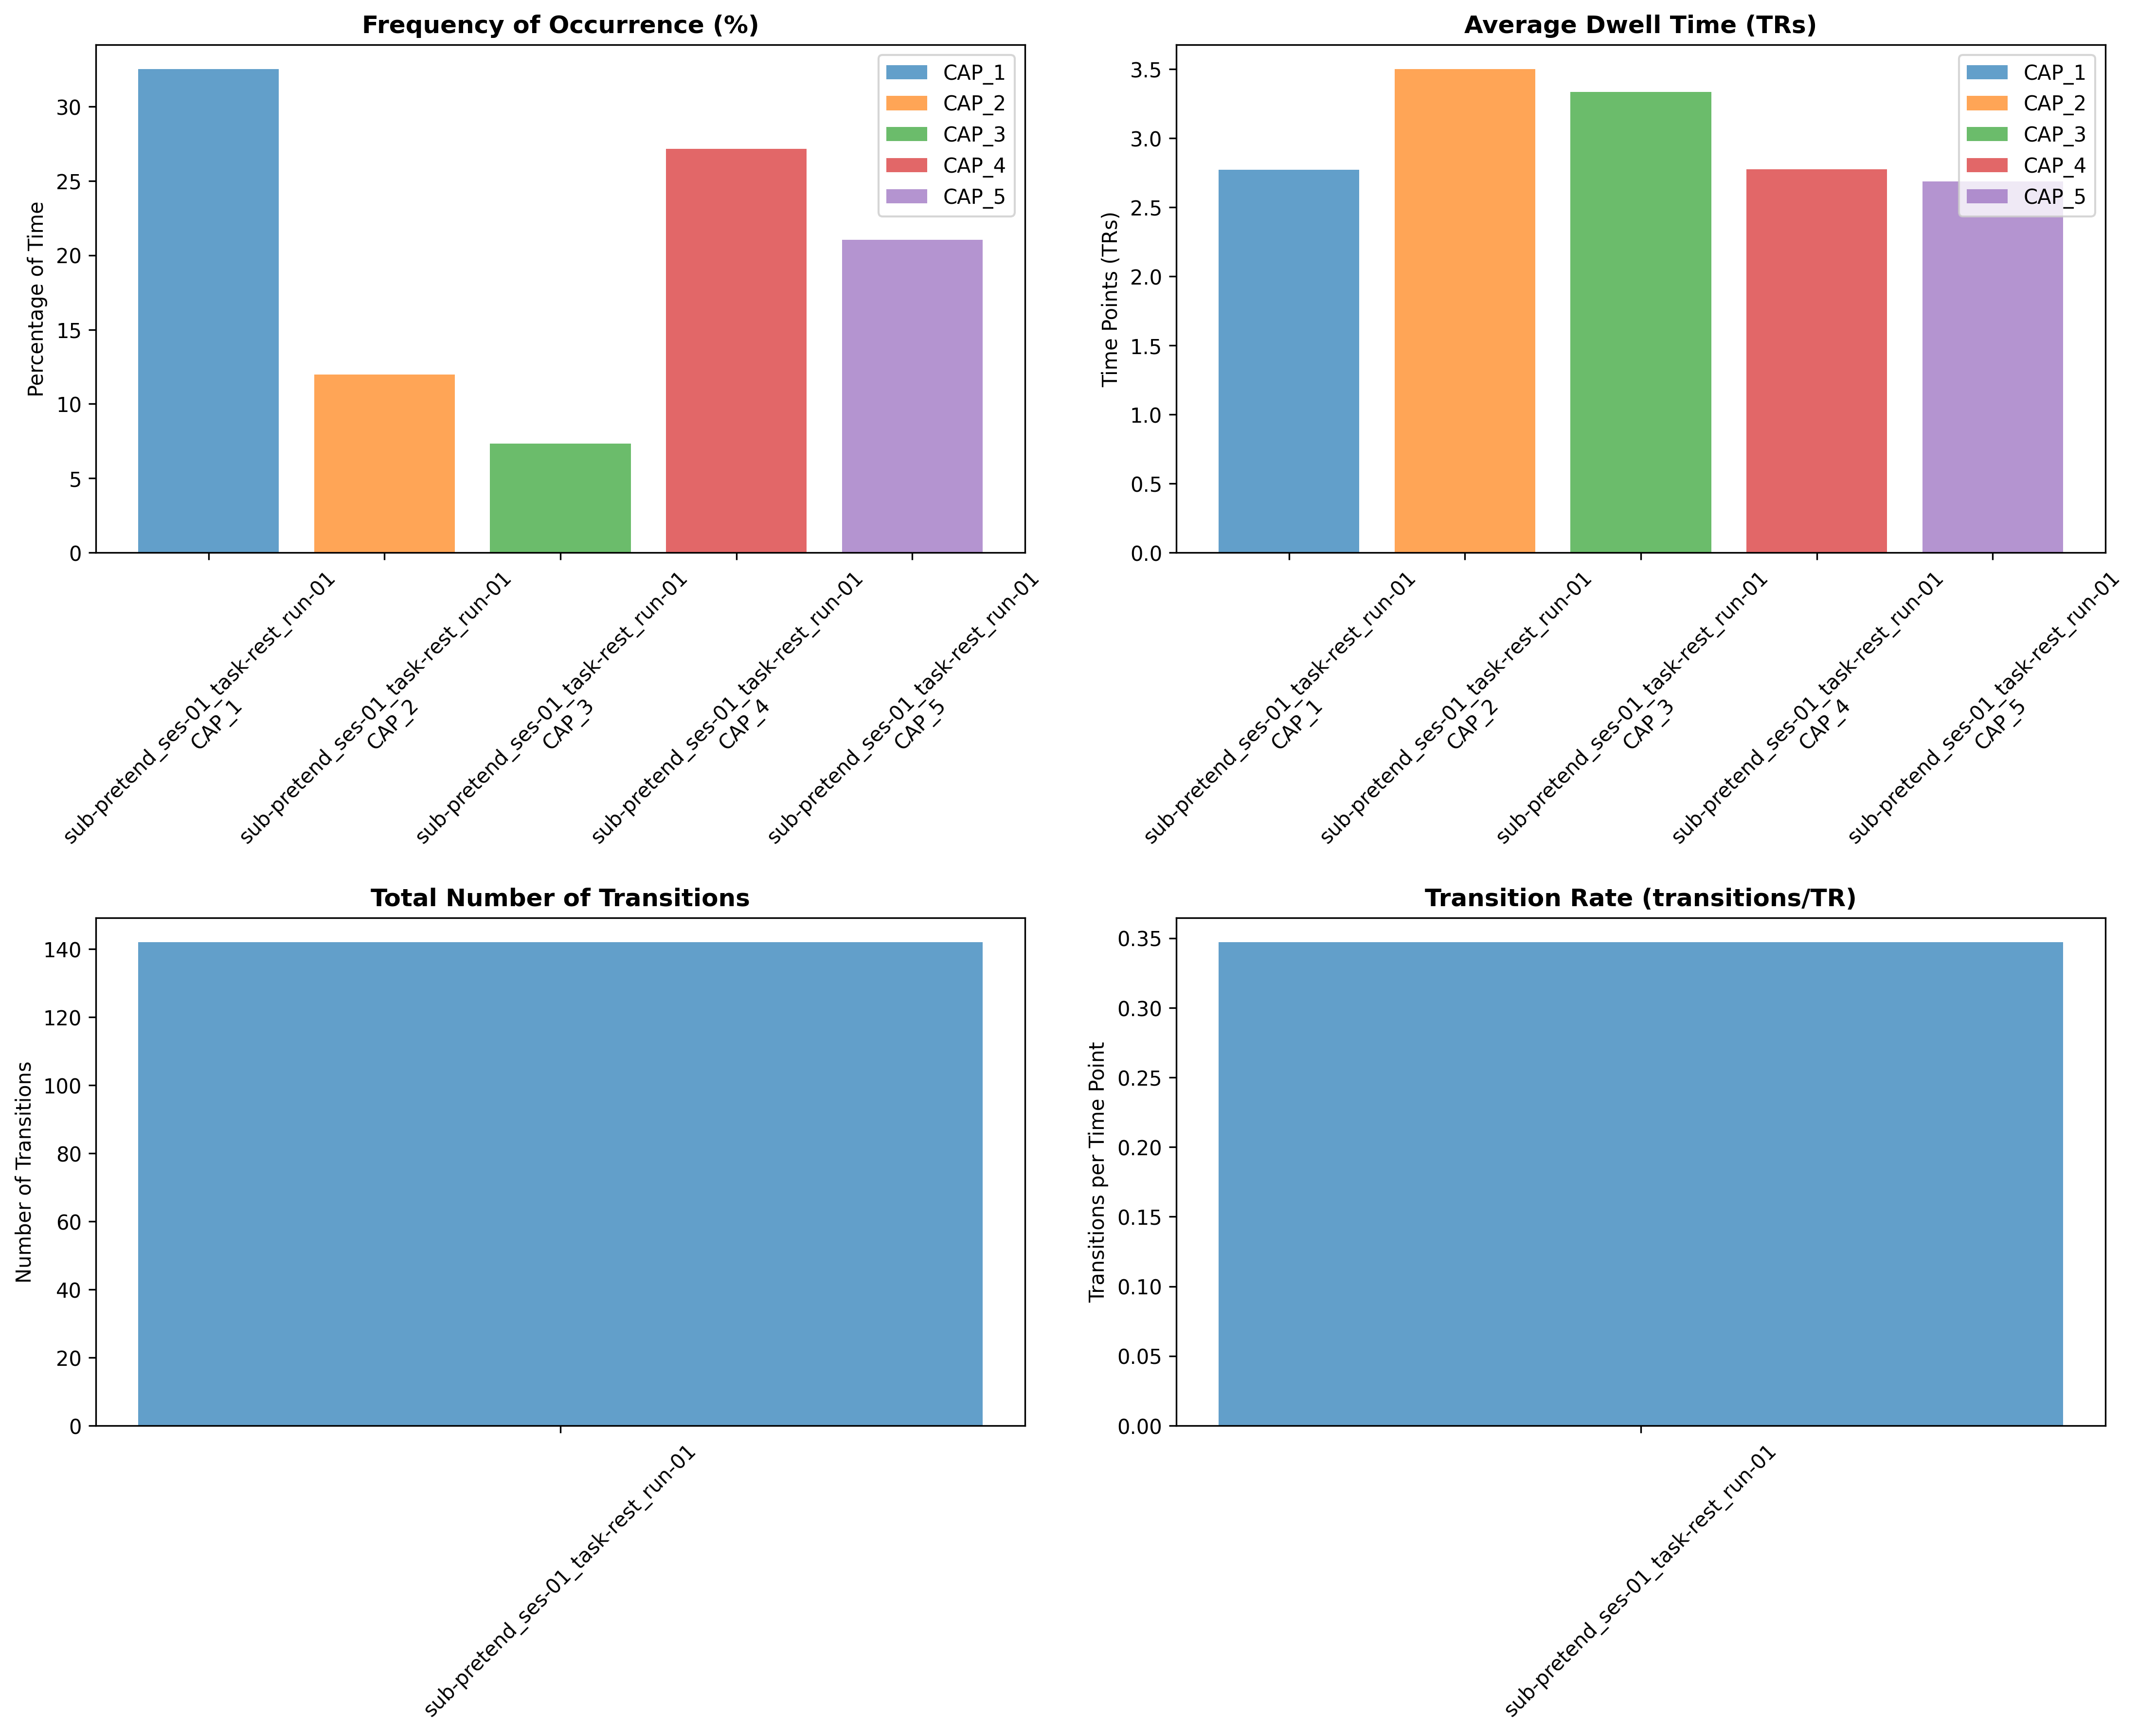 Frequency of Occurrence (%)
Percentage of Time
30
25
20
15
10
5
0
CAP_1
CAP_2
CAP_3
CAP_4
CAP_5
sub-pretend_ses-01_task-rest_run-01
CAP_1
sub-pretend_ses-01_task-rest_run-01
CAP_2
sub-pretend_ses-01_task-rest_run-01
CAP_3
sub-pretend_ses-01_task-rest_run-01
CAP_4
sub-pretend_ses-01_task-rest_run-01
CAP_5
Average Dwell Time (TRs)
Time Points (TRs)
3.5
3.0
2.5
2.0
1.5
1.0
0.5
0.0
CAP_1
CAP_2
CAP_3
CAP_4
CAP_5
sub-pretend_ses-01_task-rest_run-01
CAP_1
sub-pretend_ses-01_task-rest_run-01
CAP_2
sub-pretend_ses-01_task-rest_run-01
CAP_3
sub-pretend_ses-01_task-rest_run-01
CAP_4
sub-pretend_ses-01_task-rest_run-01
CAP_5
Total Number of Transitions
Number of Transitions
140
120
100
80
60
40
20
0
sub-pretend_ses-01_task-rest_run-01
Transition Rate (transitions/TR)
Transitions per Time Point
0.35
0.30
0.25
0.20
0.15
0.10
0.05
0.00
sub-pretend_ses-01_task-rest_run-01